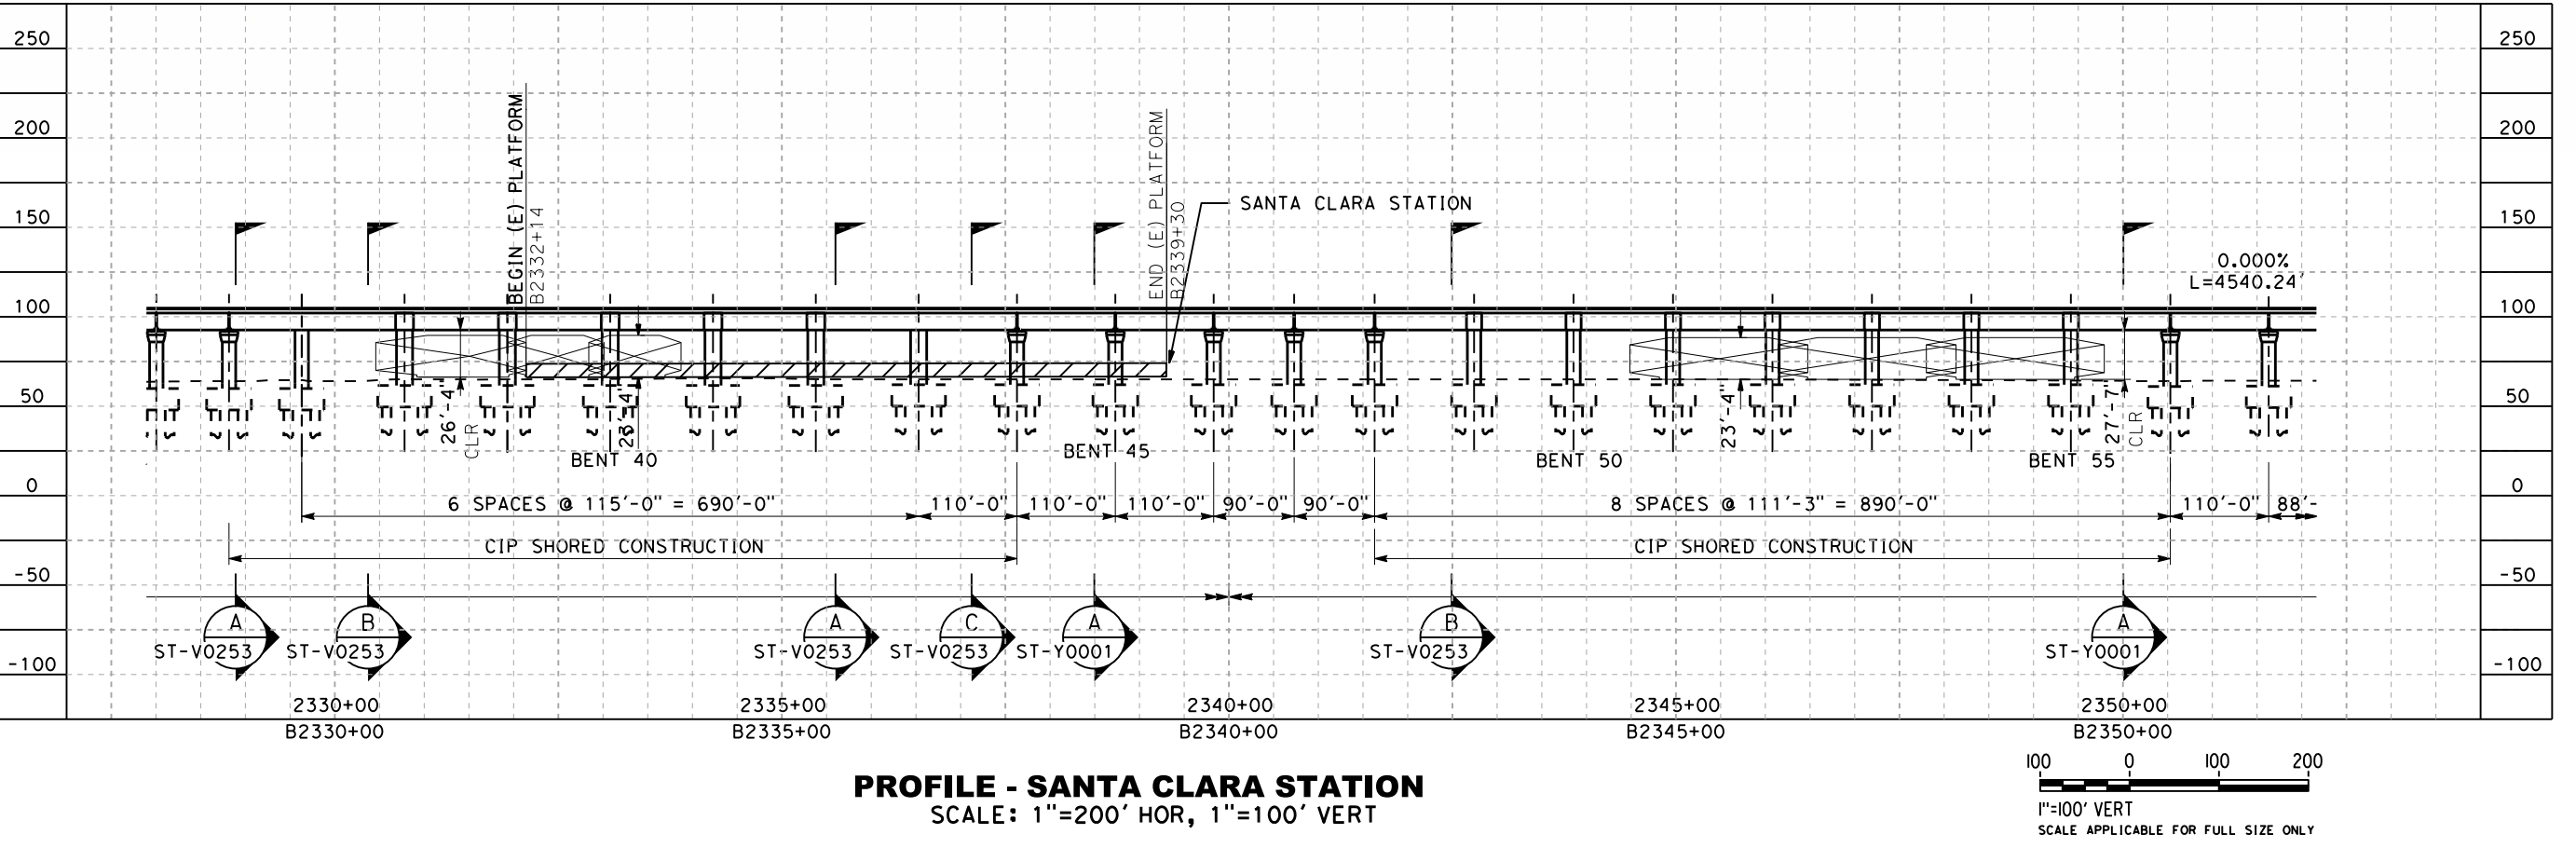 250 250
200 200
150 150
100 100
50 50
0 0
-50 -50
-100 -100
BEGIN (E) PLATFORM
B2332+14
END (E) PLATFORM
B2339+30
SANTA CLARA STATION
0.000%
L=4540.24'
26'-4"
CLR
23'-4"
23'-4"
27'-7"
CLR
BENT 40
BENT 45
BENT 50
BENT 55
6 SPACES @ 115'-0" = 690'-0" 110'-0" 110'-0" 110'-0" 90'-0" 90'-0" 8 SPACES @ 111'-3" = 890'-0" 110'-0" 88'-
CIP SHORED CONSTRUCTION CIP SHORED CONSTRUCTION
A B A C A B A
ST-V0253 ST-V0253 ST-V0253 ST-V0253 ST-Y0001 ST-V0253 ST-Y0001
2330+00 2335+00 2340+00 2345+00 2350+00
B2330+00 B2335+00 B2340+00 B2345+00 B2350+00
PROFILE - SANTA CLARA STATION
SCALE: 1"=200' HOR, 1"=100' VERT
100 0 100 200
1"=100' VERT
SCALE APPLICABLE FOR FULL SIZE ONLY